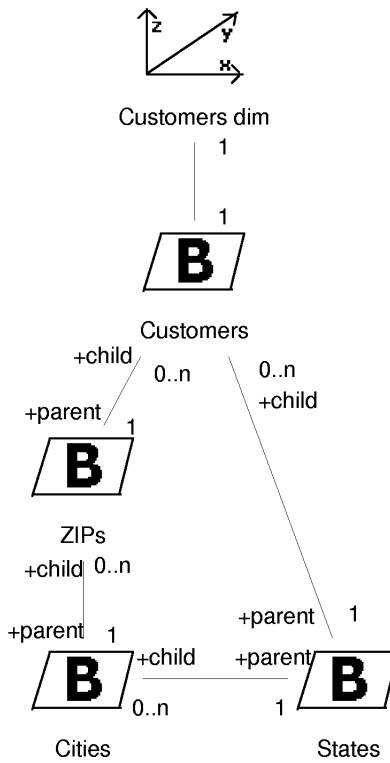 z
y
x
Customers dim
1
1
B
Customers
+child
0..n
0..n
+child
+parent
1
B
ZIPs
+child 0..n
+parent 1
+parent 1
B
+child
+parent
B
0..n
1
Cities
States